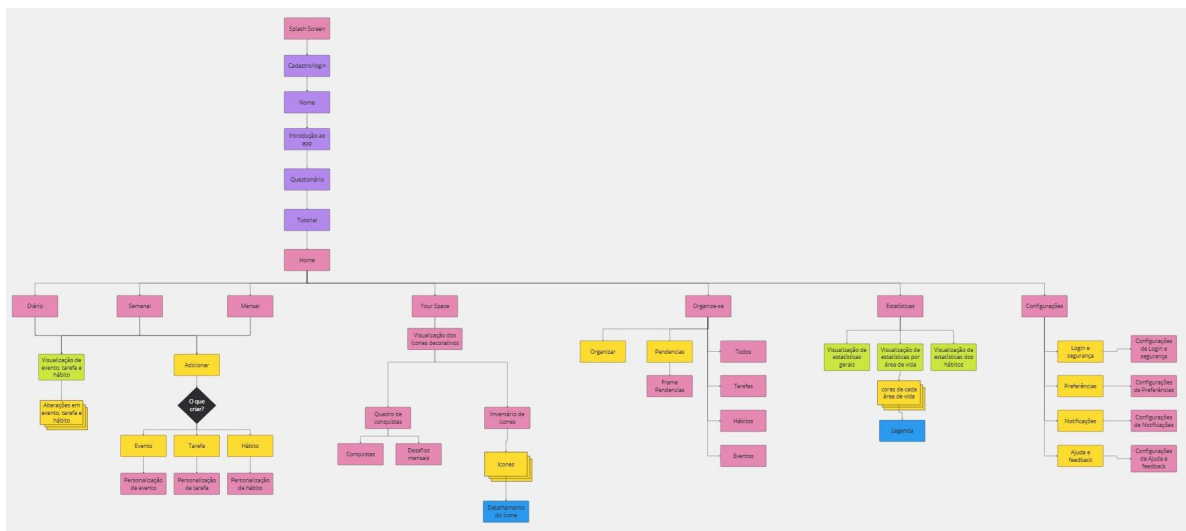 Splash Screen
Cadastro/login
Nome
Introdução ao
app
Questionário
Tutorial
Home
Diário
Semanal
Mensal
Your Space
Organize-se
Estatísticas
Configurações
Visualização de
evento, tarefa e
hábito
Alterações em
evento, tarefa e
hábito
Adicionar
O que
criar?
Evento
Tarefa
Hábito
Personalização
de evento
Personalização
de tarefa
Personalização
de hábito
Visualização dos
ícones decorativos
Quadro de
conquistas
Inventário de
ícones
Conquistas
Desafios
mensais
Icones
Detalhamento
do ícone
Organizar
Pendencias
Frame
Pendencias
Todos
Tarefas
Hábitos
Eventos
Visualização de
estatísticas
gerais
Visualização de
estatísticas por
área de vida
Visualização de
estatísticas dos
hábitos
cores de cada
área de vida
Legenda
Login e
segurança
Configurações
de Login e
segurança
Preferências
Configurações
de Preferências
Notificações
Configurações
de Notificações
Ajuda e
feedback
Configurações
de Ajuda e
feedback